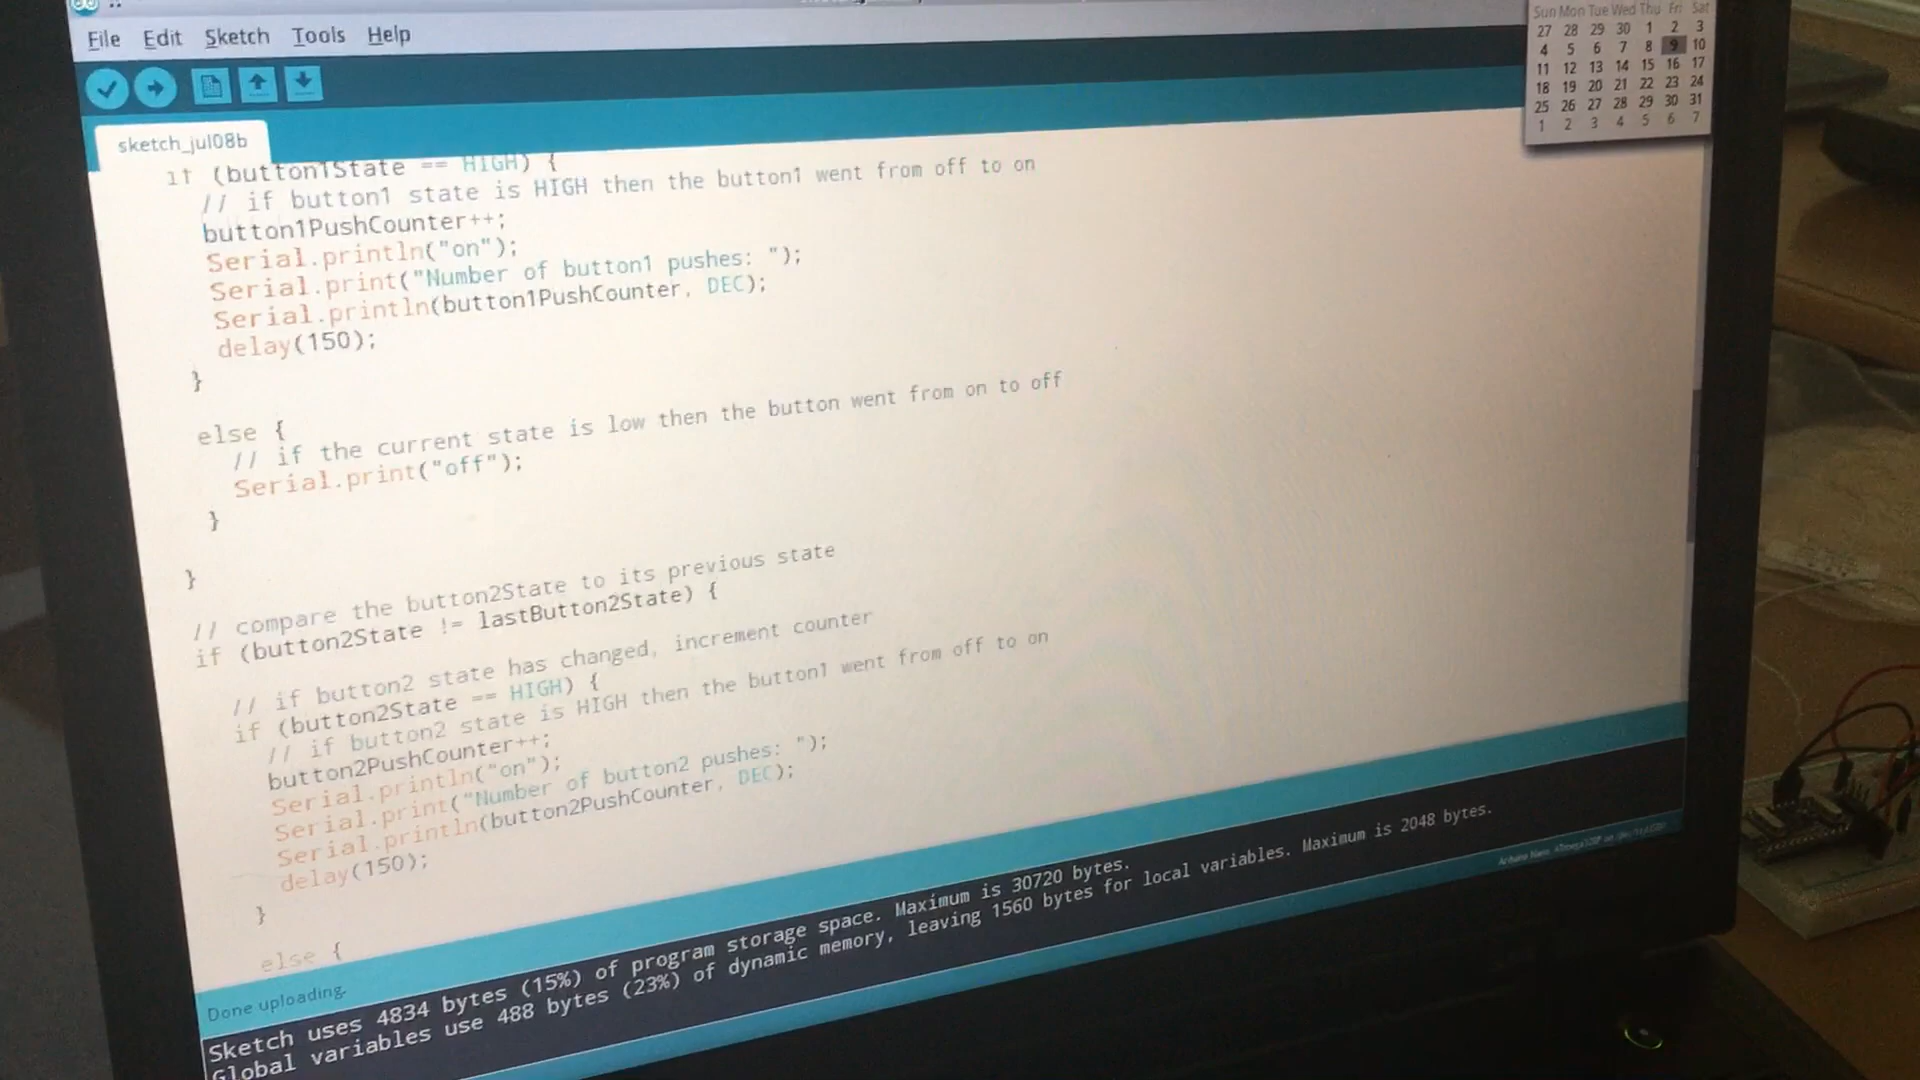 File Edit Sketch Tools Help
sketch_jul08b
if (button1State == HIGH) {
// if button1 state is HIGH then the button1 went from off to on
button1PushCounter++;
Serial.println("on");
Serial.print("Number of button1 pushes: ");
Serial.println(button1PushCounter, DEC);
delay(150);
}
else {
// if the current state is low then the button went from on to off
Serial.print("off");
}
}
// compare the button2State to its previous state
if (button2State != lastButton2State) {
// if button2 state has changed, increment counter
if (button2State == HIGH) {
// if button2 state is HIGH then the button1 went from off to on
button2PushCounter++;
Serial.println("on");
Serial.print("Number of button2 pushes: ");
Serial.println(button2PushCounter, DEC);
delay(150);
}
else {
Done uploading.
Sketch uses 4834 bytes (15%) of program storage space. Maximum is 30720 bytes.
Global variables use 488 bytes (23%) of dynamic memory, leaving 1560 bytes for local variables. Maximum is 2048 bytes.
Sun Mon Tue Wed Thu Fri Sat
27 28 29 30 1 2 3
4 5 6 7 8 9 10
11 12 13 14 15 16 17
18 19 20 21 22 23 24
25 26 27 28 29 30 31
1 2 3 4 5 6 7